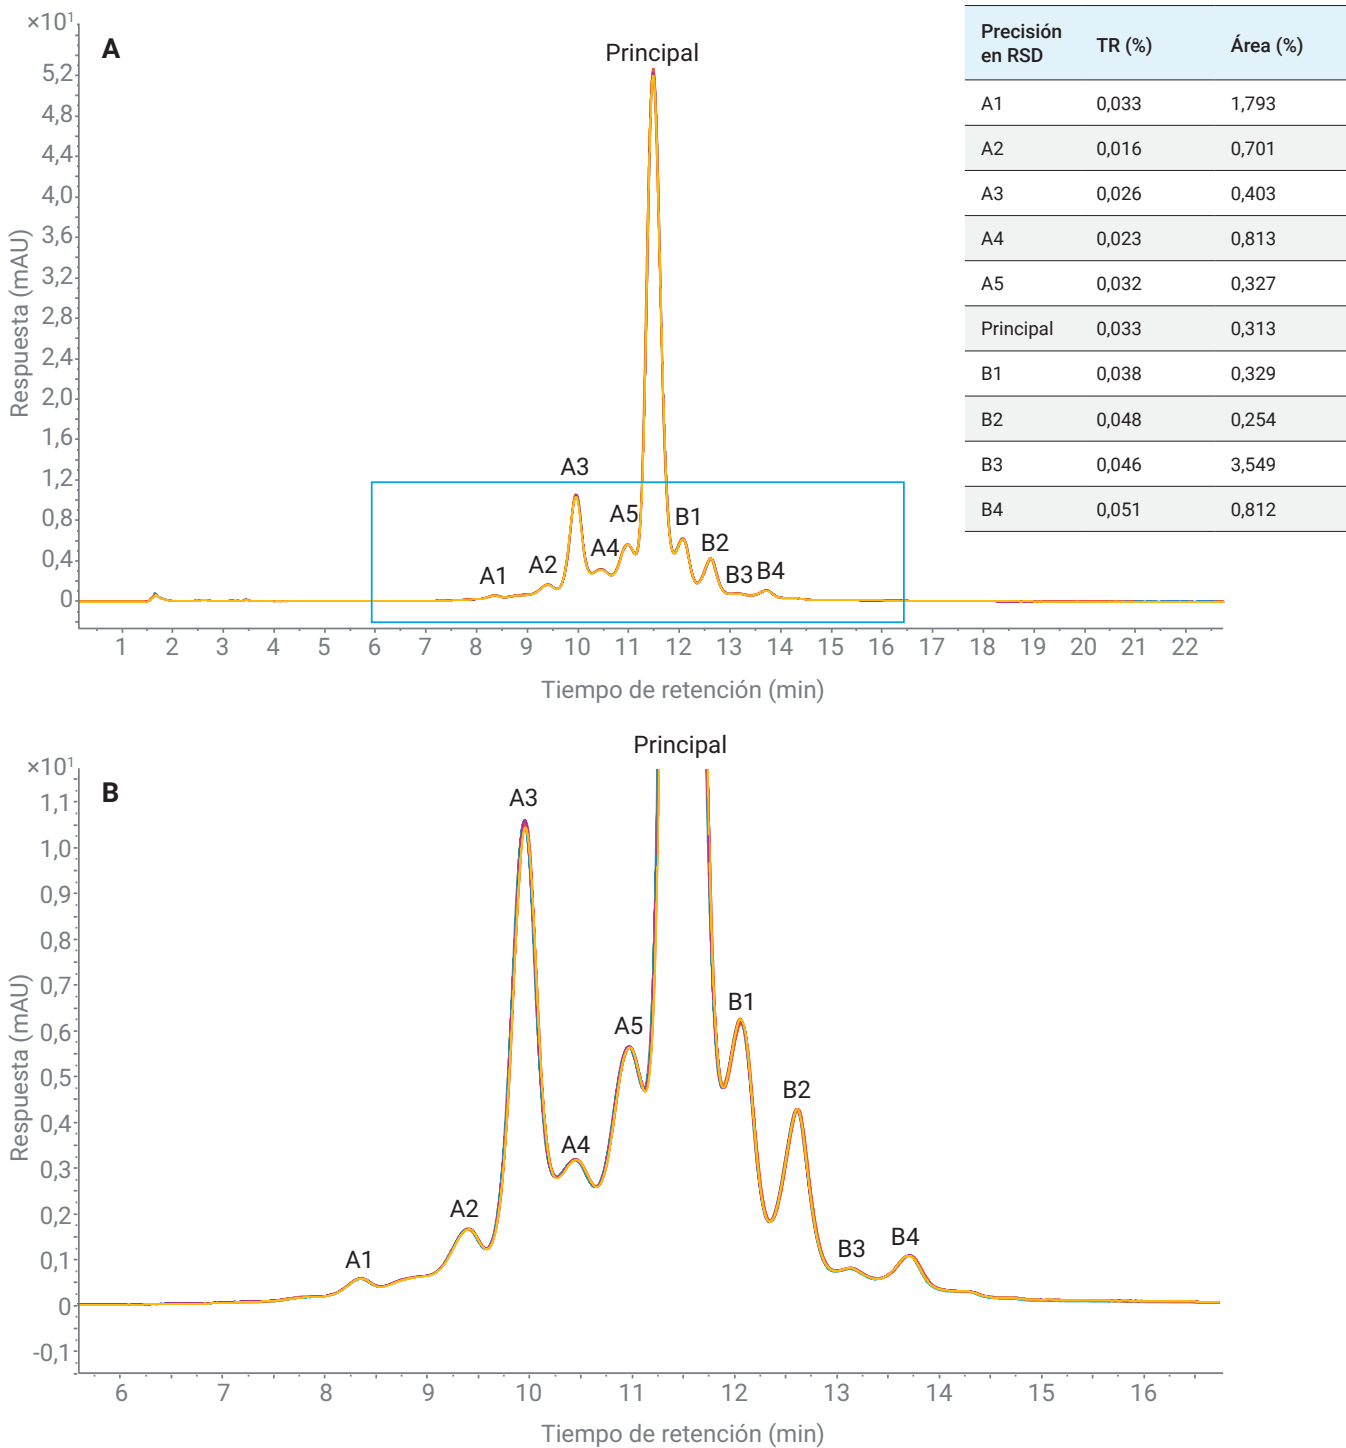 ×10¹
A
Principal
5,2
4,8
4,4
4,0
3,6
3,2
2,8
2,4
2,0
1,6
1,2
0,8
0,4
0
Respuesta (mAU)
A1
A2
A3
A4
A5
B1
B2
B3
B4
1 2 3 4 5 6 7 8 9 10 11 12 13 14 15 16 17 18 19 20 21 22
Tiempo de retención (min)
Precisión en RSD TR (%) Área (%)
A1 0,033 1,793
A2 0,016 0,701
A3 0,026 0,403
A4 0,023 0,813
A5 0,032 0,327
Principal 0,033 0,313
B1 0,038 0,329
B2 0,048 0,254
B3 0,046 3,549
B4 0,051 0,812
×10¹
B
Principal
1,1
1,0
0,9
0,8
0,7
0,6
0,5
0,4
0,3
0,2
0,1
0
-0,1
Respuesta (mAU)
A1
A2
A3
A4
A5
B1
B2
B3
B4
6 7 8 9 10 11 12 13 14 15 16
Tiempo de retención (min)